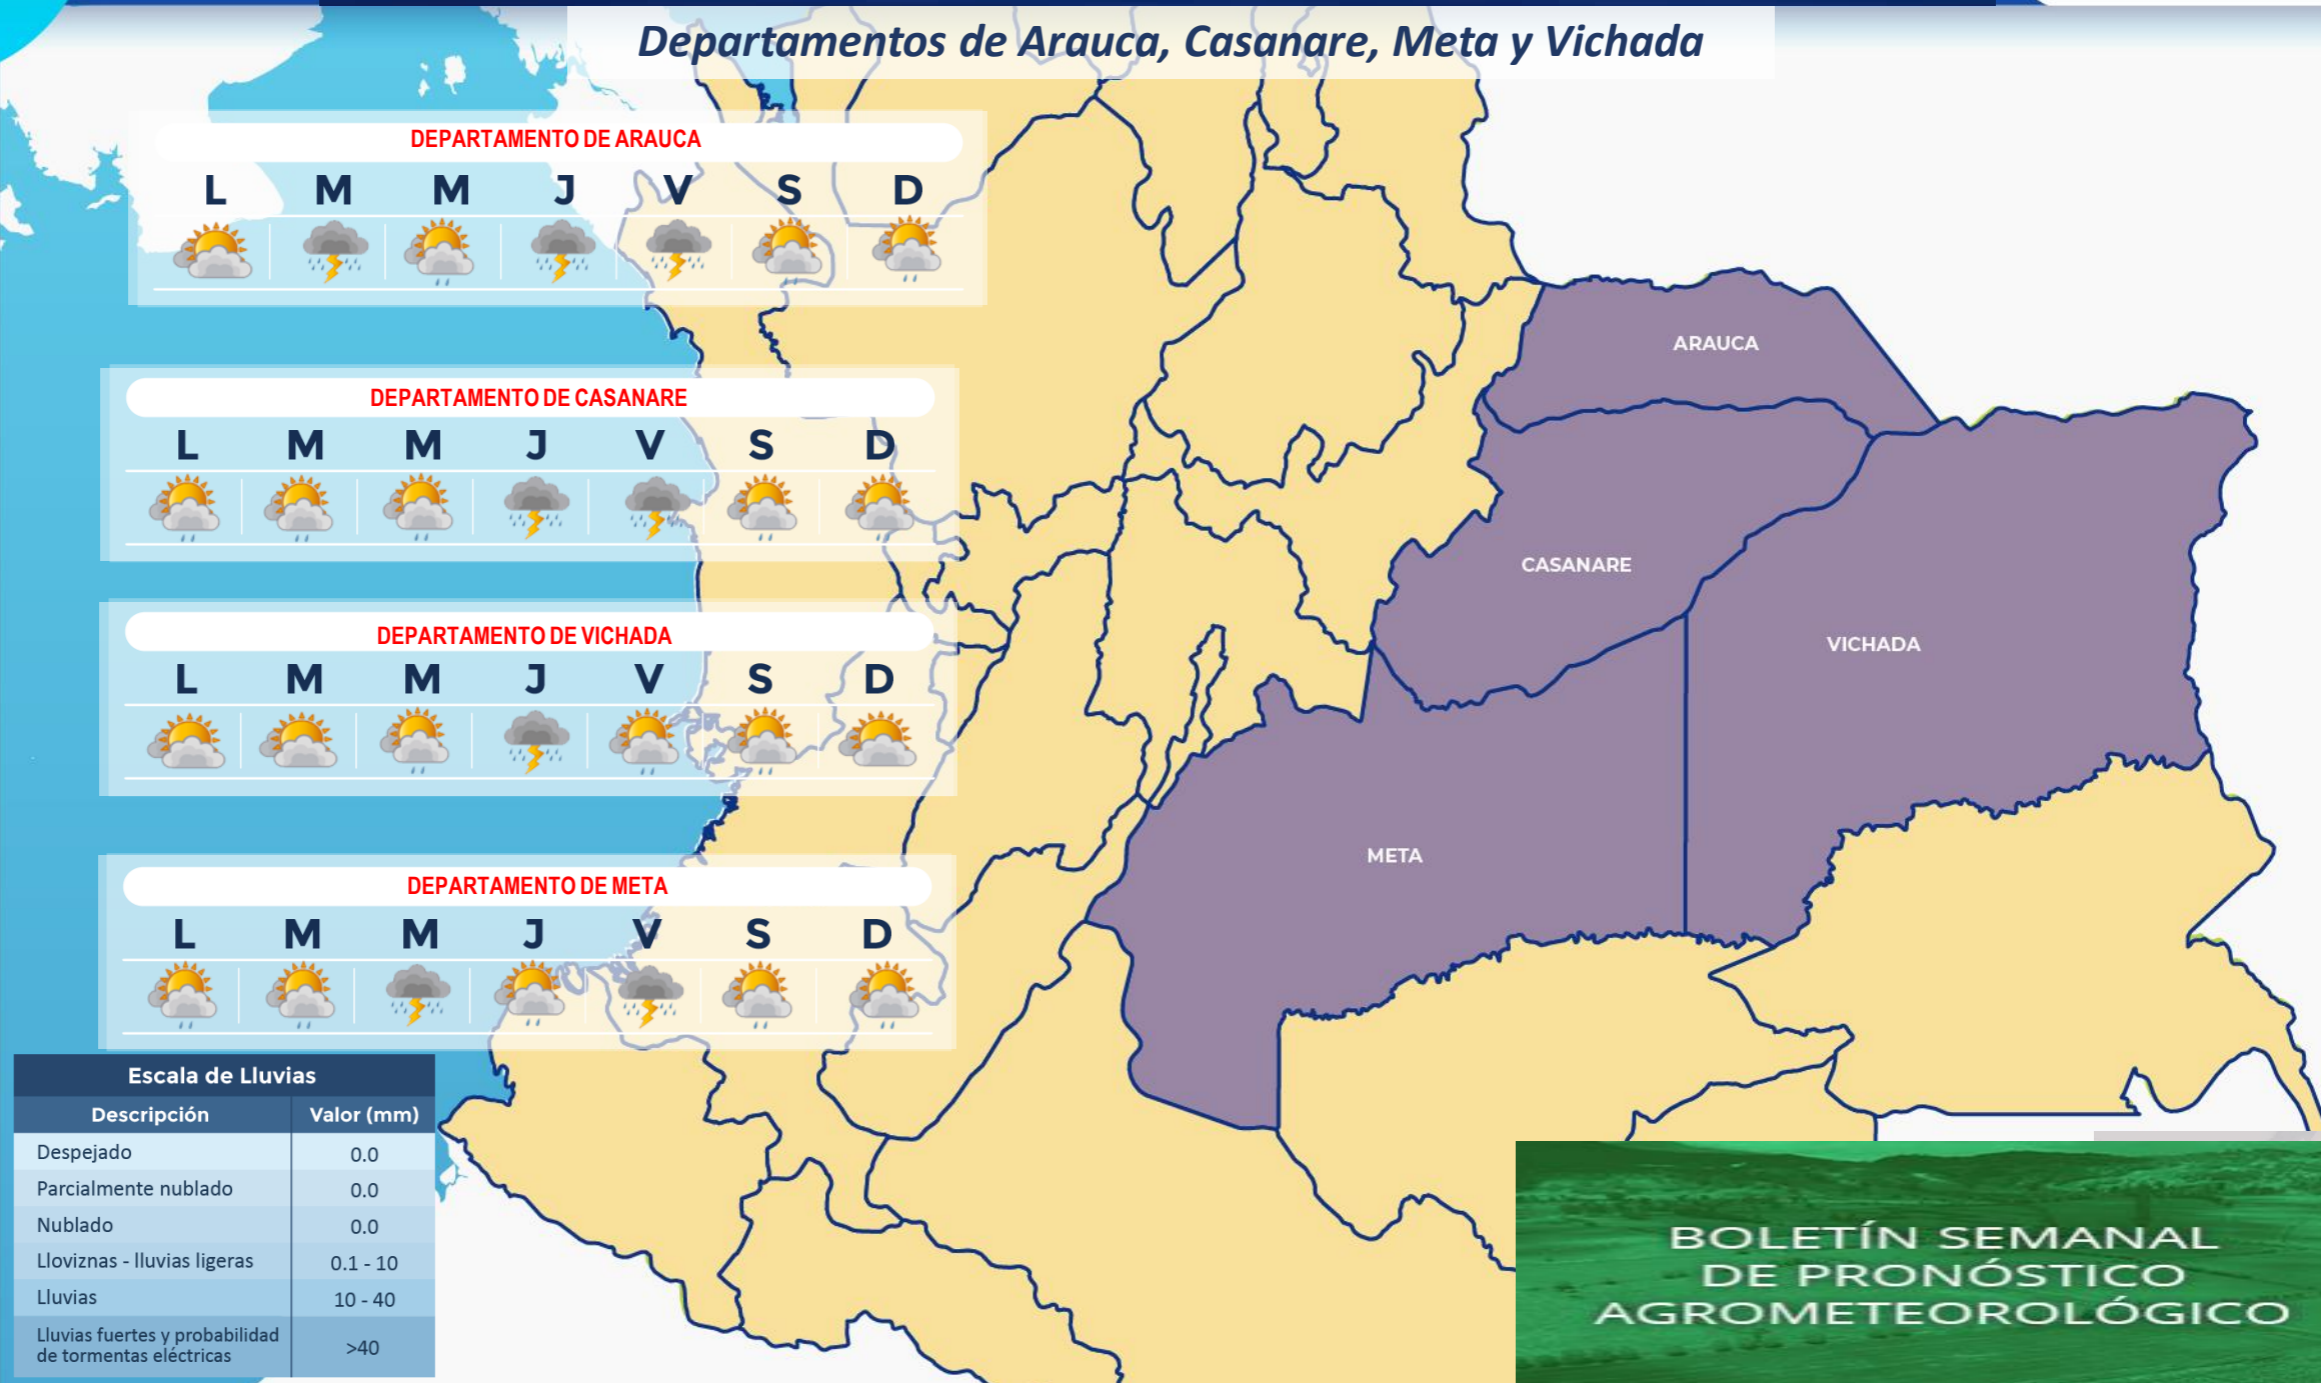 Departamentos de Arauca, Casanare, Meta y Vichada
DEPARTAMENTO DE ARAUCA
L M M J V S D
DEPARTAMENTO DE CASANARE
L M M J V S D
DEPARTAMENTO DE VICHADA
L M M J V S D
DEPARTAMENTO DE META
L M M J V S D
ARAUCA
CASANARE
VICHADA
META
Escala de Lluvias
Descripción Valor (mm)
Despejado 0.0
Parcialmente nublado 0.0
Nublado 0.0
Lloviznas - lluvias ligeras 0.1 - 10
Lluvias 10 - 40
Lluvias fuertes y probabilidad
de tormentas eléctricas >40
BOLETÍN SEMANAL
DE PRONÓSTICO
AGROMETEOROLÓGICO